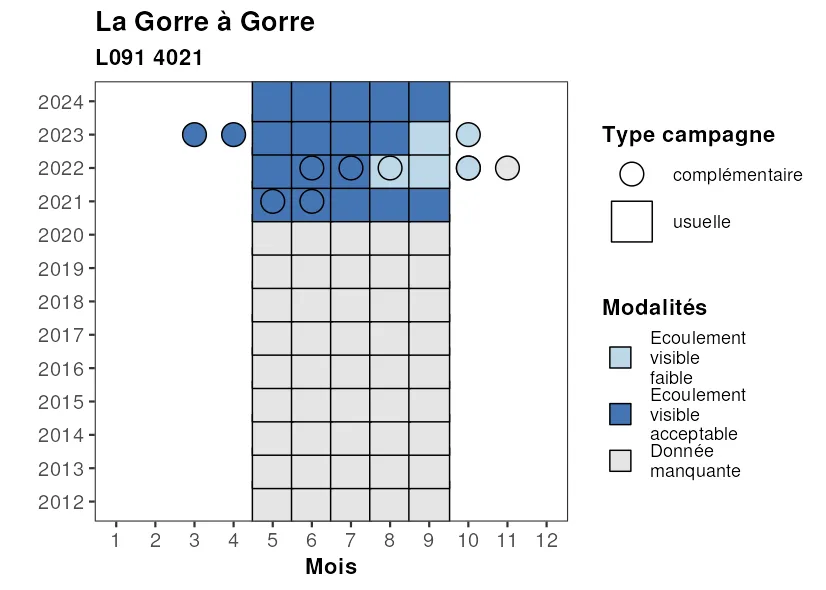 La Gorre à Gorre
L091 4021
2024
2023
2022
2021
2020
2019
2018
2017
2016
2015
2014
2013
2012
1 2 3 4 5 6 7 8 9 10 11 12
Mois
Type campagne
complémentaire
usuelle
Modalités
Ecoulement
visible
faible
Ecoulement
visible
acceptable
Donnée
manquante